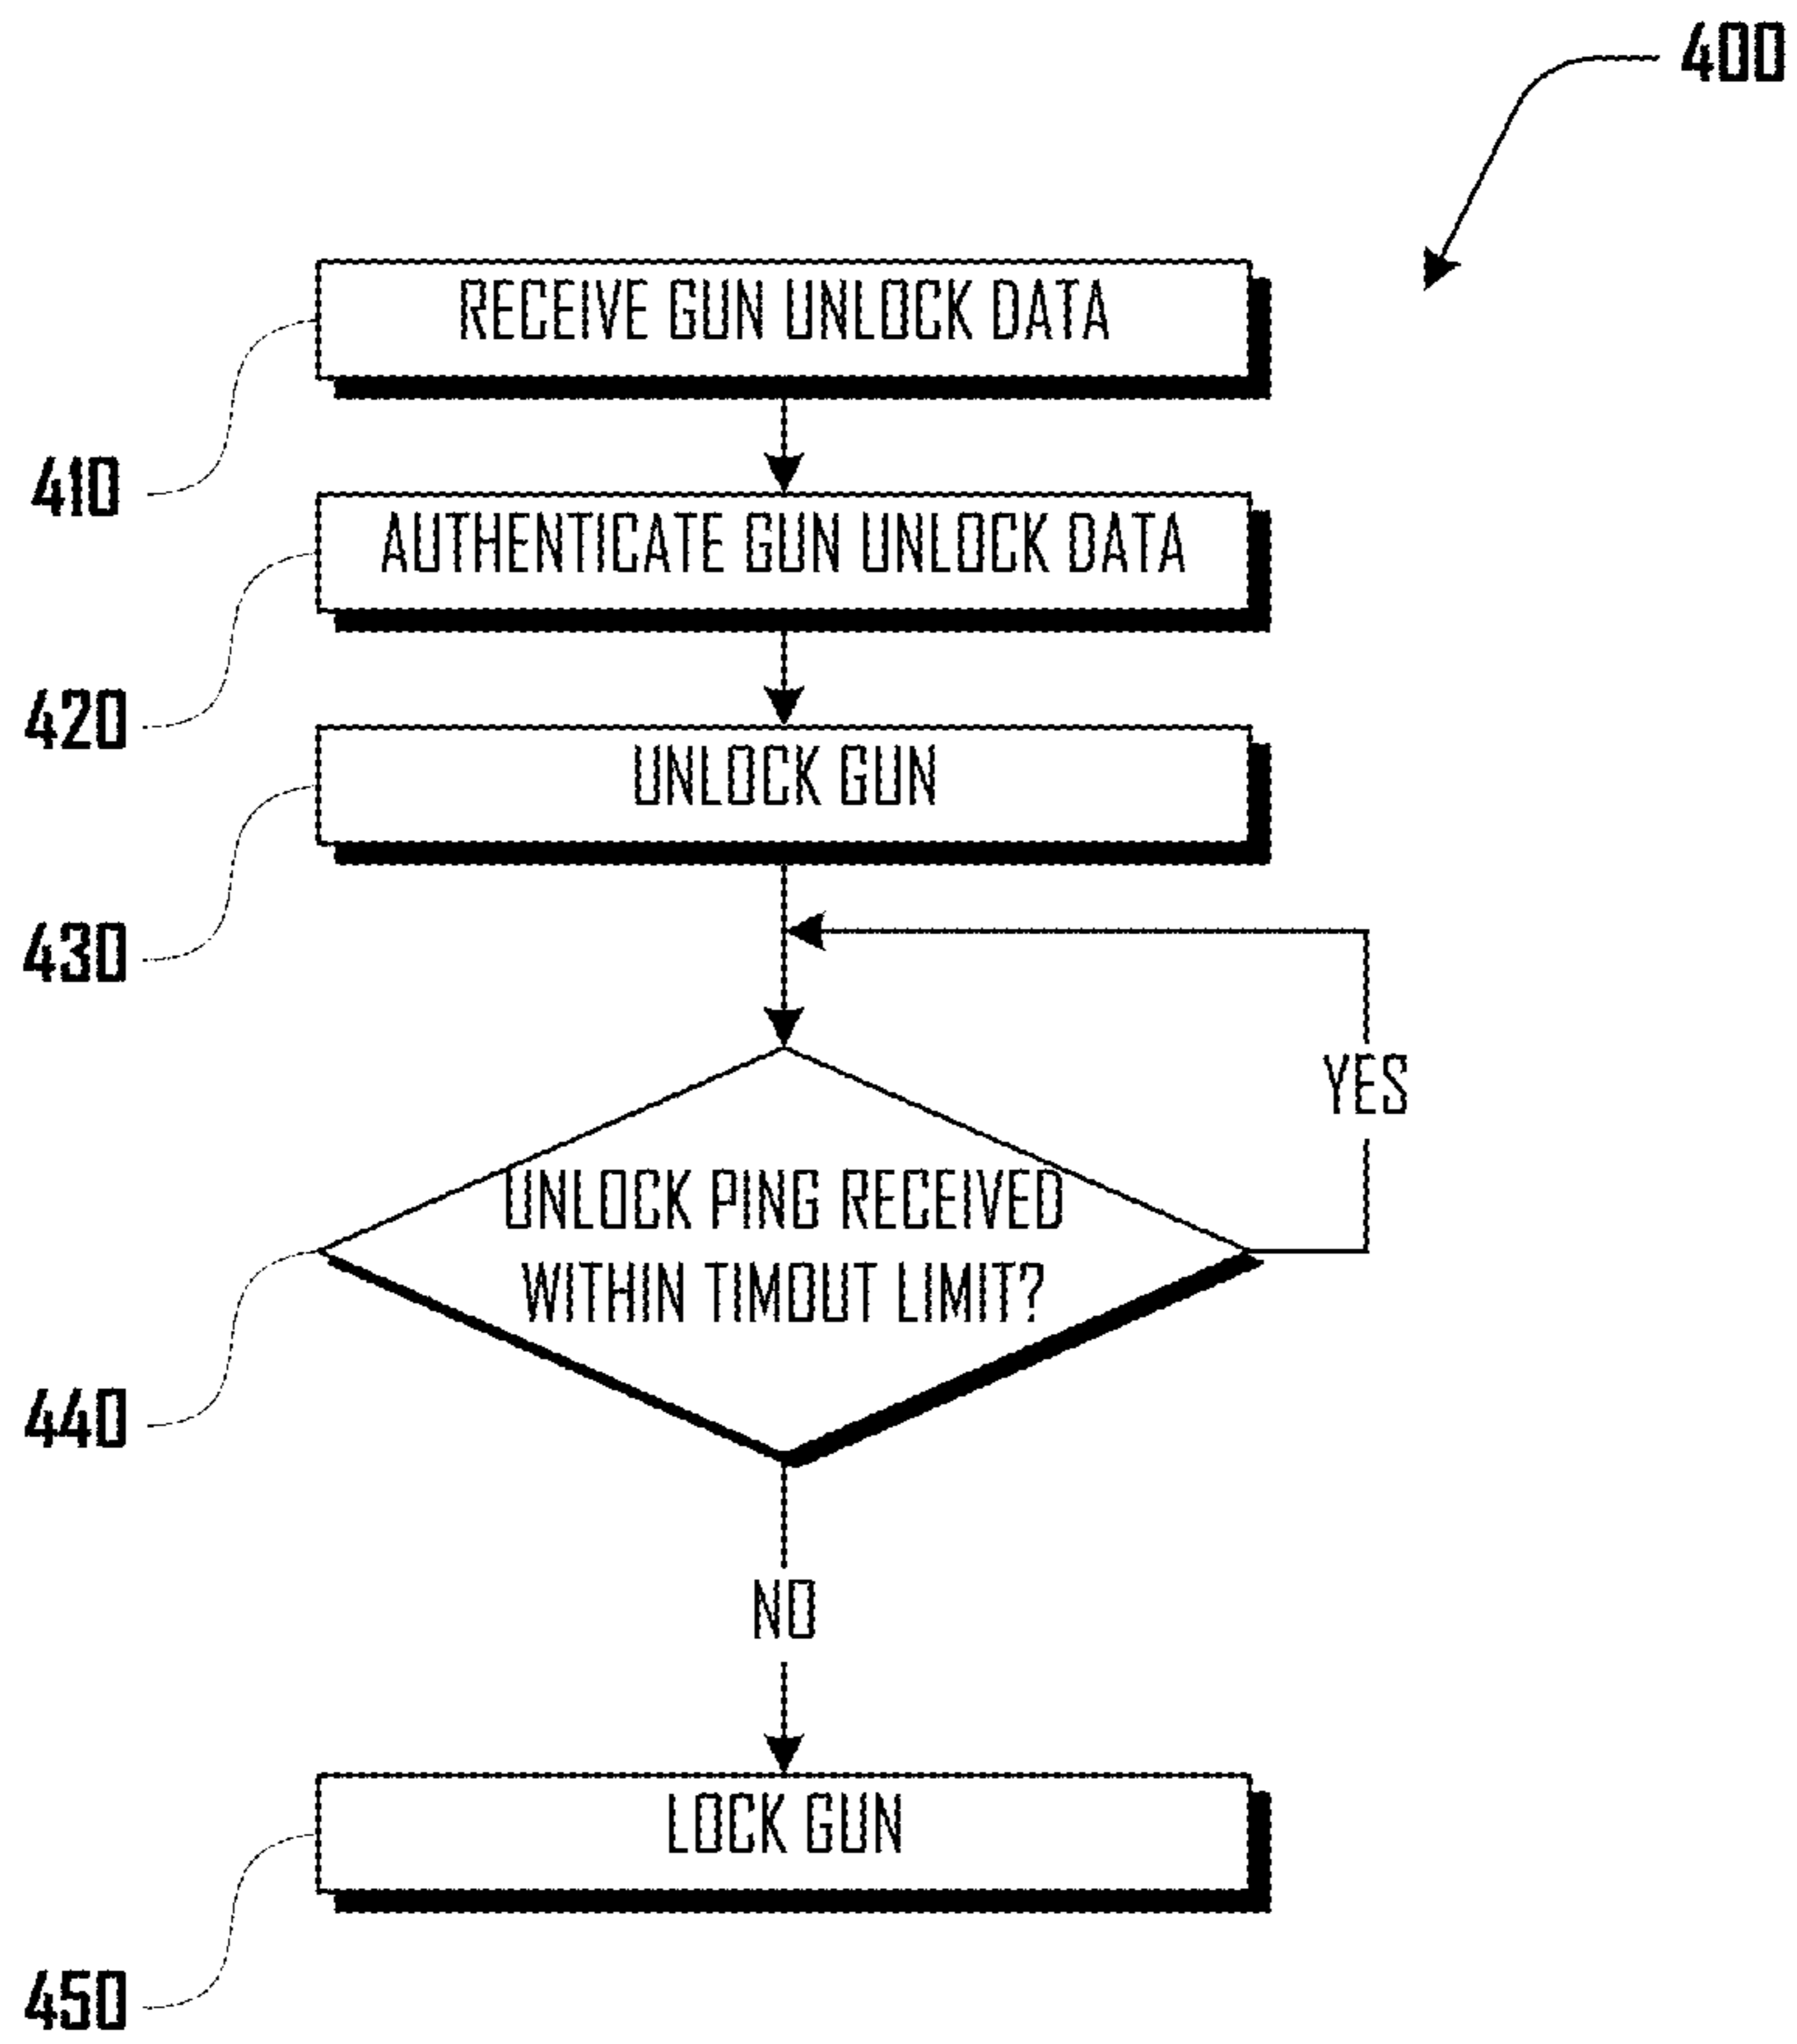 400
RECEIVE GUN UNLOCK DATA
410
AUTHENTICATE GUN UNLOCK DATA
420
UNLOCK GUN
430
YES
UNLOCK PING RECEIVED
WITHIN TIMOUT LIMIT?
440
NO
LOCK GUN
450